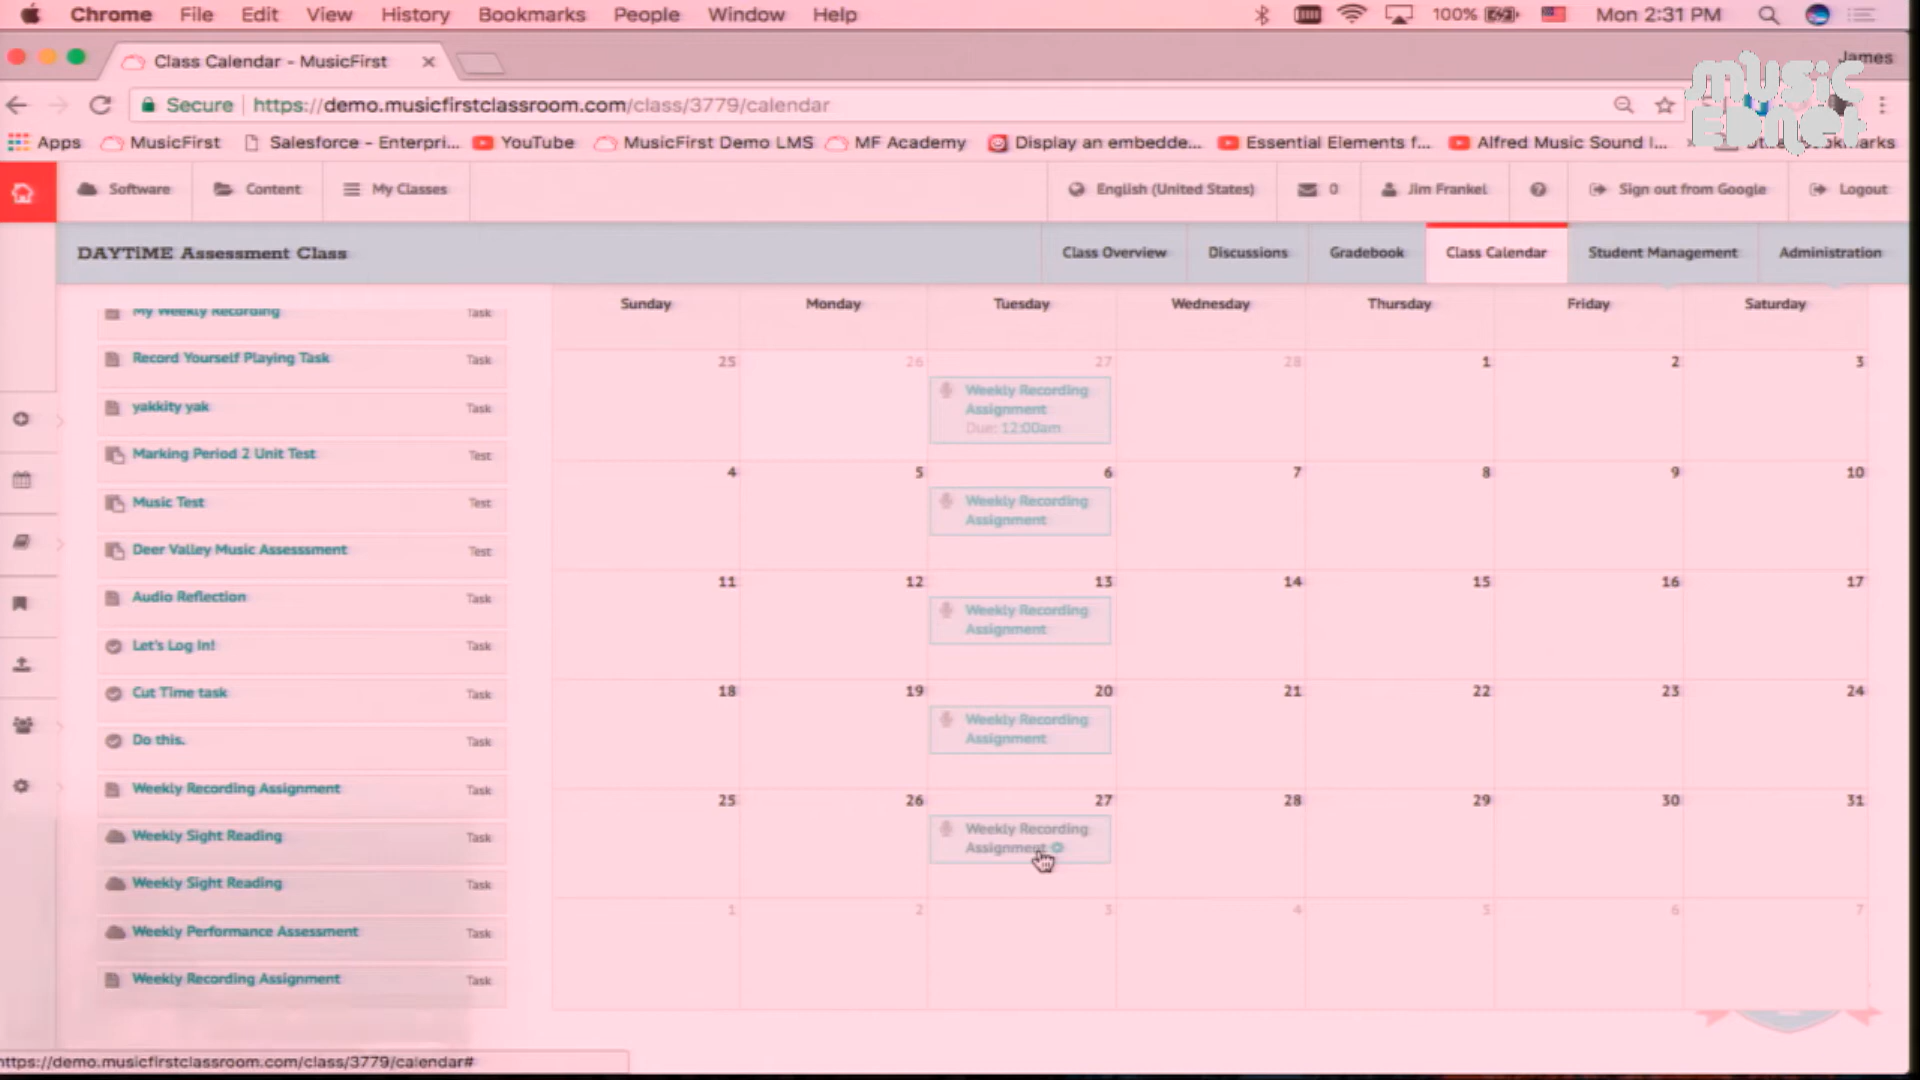 Chrome File Edit View History Bookmarks People Window Help 100% Mon 2:31 PM
Class Calendar - MusicFirst James
Secure https://demo.musicfirstclassroom.com/class/3779/calendar
Apps MusicFirst Salesforce - Enterpri... YouTube MusicFirst Demo LMS MF Academy Display an embedde... Essential Elements f... Alfred Music Sound I...
music EDnet
Software Content My Classes English (United States) 0 Jim Frankel Sign out from Google Logout
DAYTiME Assessment Class Class Overview Discussions Gradebook Class Calendar Student Management Administration
My Weekly Recording Task
Record Yourself Playing Task Task
yakkity yak Task
Marking Period 2 Unit Test Test
Music Test Test
Deer Valley Music Assesssment Test
Audio Reflection Task
Let's Log In! Task
Cut Time task Task
Do this. Task
Weekly Recording Assignment Task
Weekly Sight Reading Task
Weekly Sight Reading Task
Weekly Performance Assessment Task
Weekly Recording Assignment Task
Sunday Monday Tuesday Wednesday Thursday Friday Saturday
25 26 27 28 1 2 3
Weekly Recording
Assignment
Due: 12:00am
4 5 6 7 8 9 10
Weekly Recording
Assignment
11 12 13 14 15 16 17
Weekly Recording
Assignment
18 19 20 21 22 23 24
Weekly Recording
Assignment
25 26 27 28 29 30 31
Weekly Recording
Assignment
1 2 3 4 5 6 7
https://demo.musicfirstclassroom.com/class/3779/calendar#